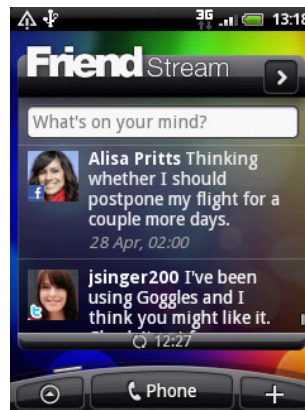 3G 13:18
Friend Stream
What's on your mind?
Alisa Pritts Thinking
whether I should
postpone my flight for a
couple more days.
28 Apr, 02:00
jsinger200 I've been
using Goggles and I
think you might like it.
12:27
Phone